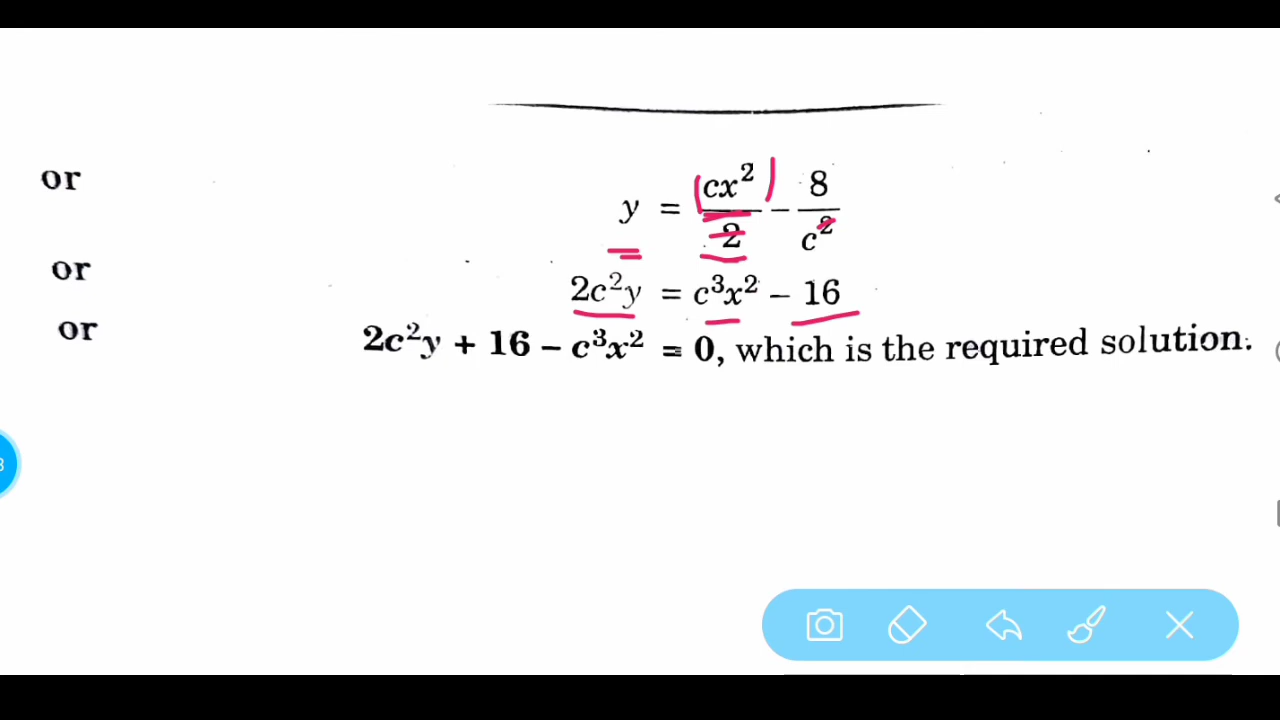 or y = cx²/2 − 8/c²
or 2c²y = c³x² − 16
or 2c²y + 16 − c³x² = 0, which is the required solution.